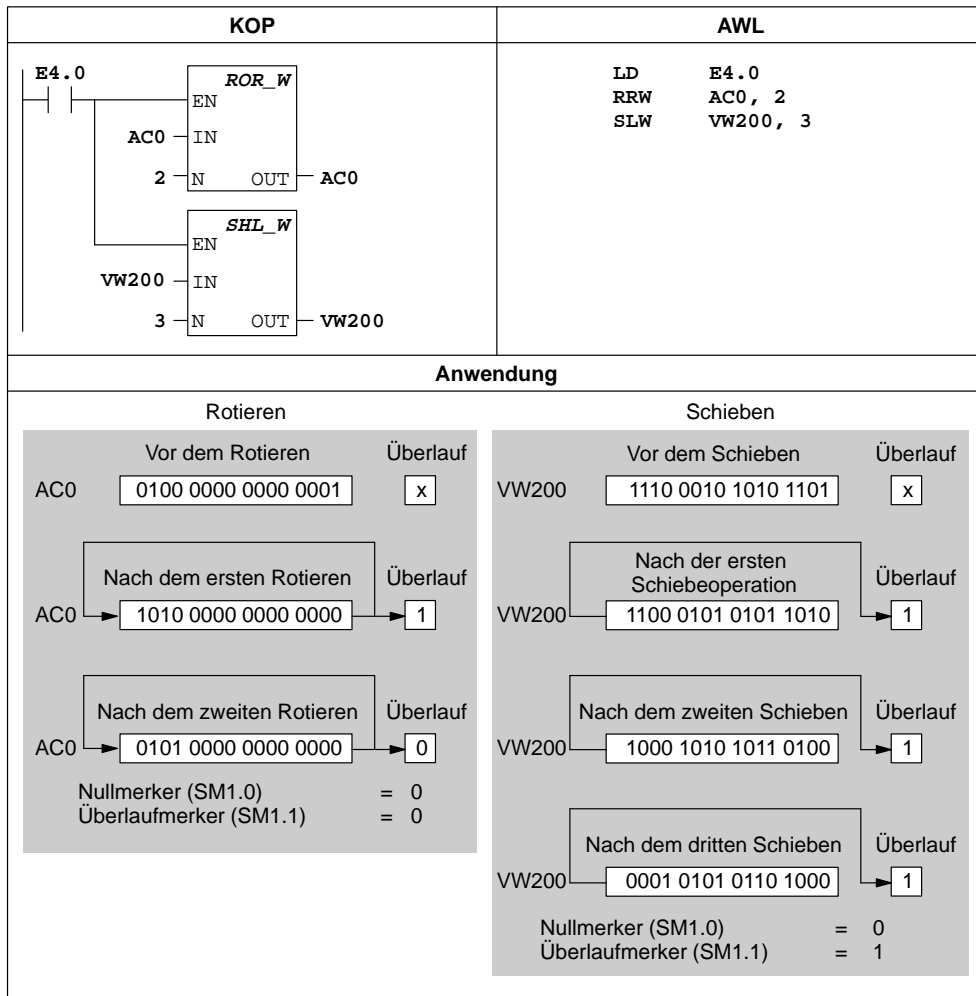 KOP
AWL
E4.0
ROR_W
EN
AC0 IN
2 N OUT AC0
SHL_W
EN
VW200 IN
3 N OUT VW200
LD E4.0
RRW AC0, 2
SLW VW200, 3
Anwendung
Rotieren
Vor dem Rotieren Überlauf
AC0 0100 0000 0000 0001 x
Nach dem ersten Rotieren Überlauf
AC0 1010 0000 0000 0000 1
Nach dem zweiten Rotieren Überlauf
AC0 0101 0000 0000 0000 0
Nullmerker (SM1.0) = 0
Überlaufmerker (SM1.1) = 0
Schieben
Vor dem Schieben Überlauf
VW200 1110 0010 1010 1101 x
Nach der ersten
Schiebeoperation Überlauf
VW200 1100 0101 0101 1010 1
Nach dem zweiten Schieben Überlauf
VW200 1000 1010 1011 0100 1
Nach dem dritten Schieben Überlauf
VW200 0001 0101 0110 1000 1
Nullmerker (SM1.0) = 0
Überlaufmerker (SM1.1) = 1